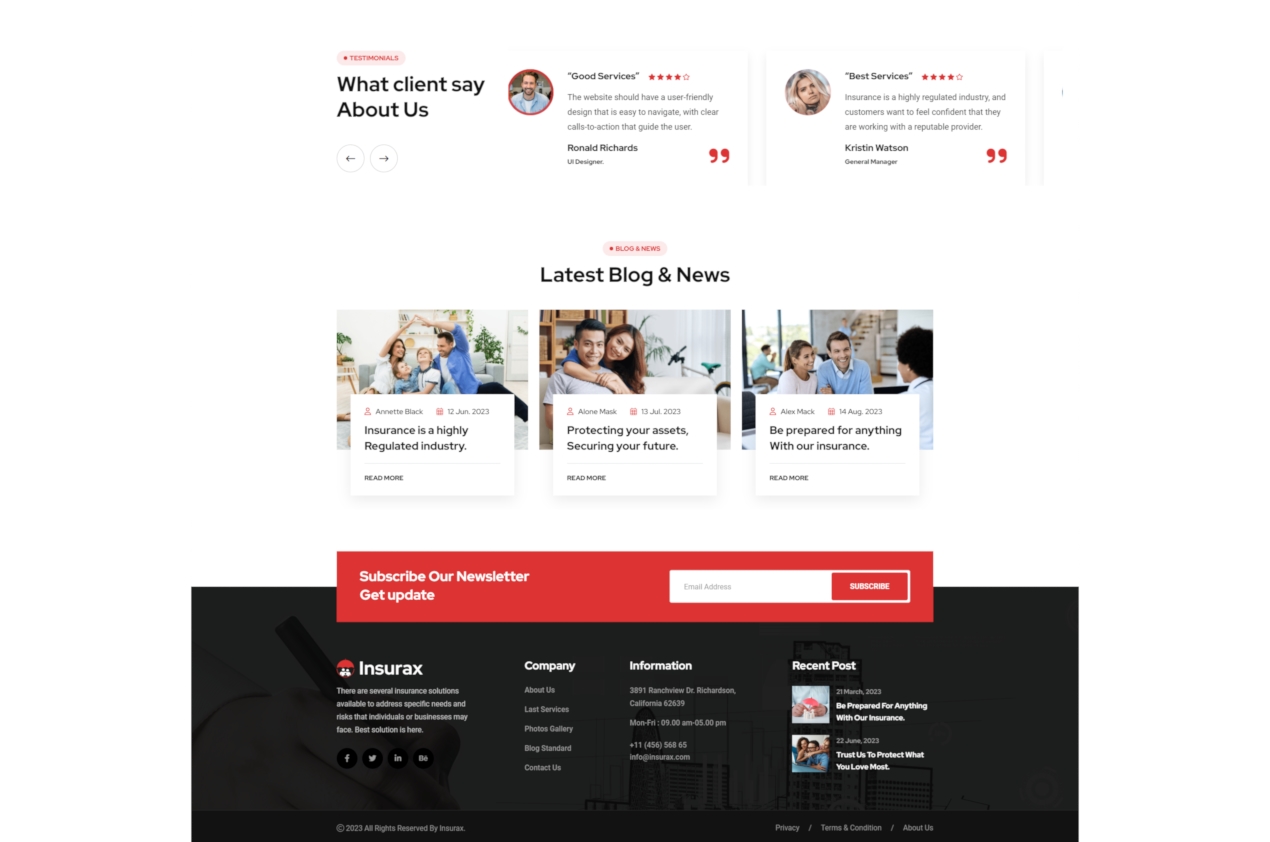 TESTIMONIALS
What client say
About Us
“Good Services”
The website should have a user-friendly
design that is easy to navigate, with clear
calls-to-action that guide the user.
Ronald Richards
UI Designer.
“Best Services”
Insurance is a highly regulated industry, and
customers want to feel confident that they
are working with a reputable provider.
Kristin Watson
General Manager
BLOG & NEWS
Latest Blog & News
Annette Black 12 Jun. 2023
Insurance is a highly
Regulated industry.
READ MORE
Alone Mask 13 Jul. 2023
Protecting your assets,
Securing your future.
READ MORE
Alex Mack 14 Aug. 2023
Be prepared for anything
With our insurance.
READ MORE
Subscribe Our Newsletter
Get update
Email Address
SUBSCRIBE
Insurax
There are several insurance solutions
available to address specific needs and
risks that individuals or businesses may
face. Best solution is here.
Company
About Us
Last Services
Photos Gallery
Blog Standard
Contact Us
Information
3891 Ranchview Dr. Richardson,
California 62639
Mon-Fri : 09.00 am-05.00 pm
+11 (456) 568 65
info@insurax.com
Recent Post
21 March, 2023
Be Prepared For Anything
With Our Insurance.
22 June, 2023
Trust Us To Protect What
You Love Most.
© 2023 All Rights Reserved By Insurax.
Privacy / Terms & Condition / About Us